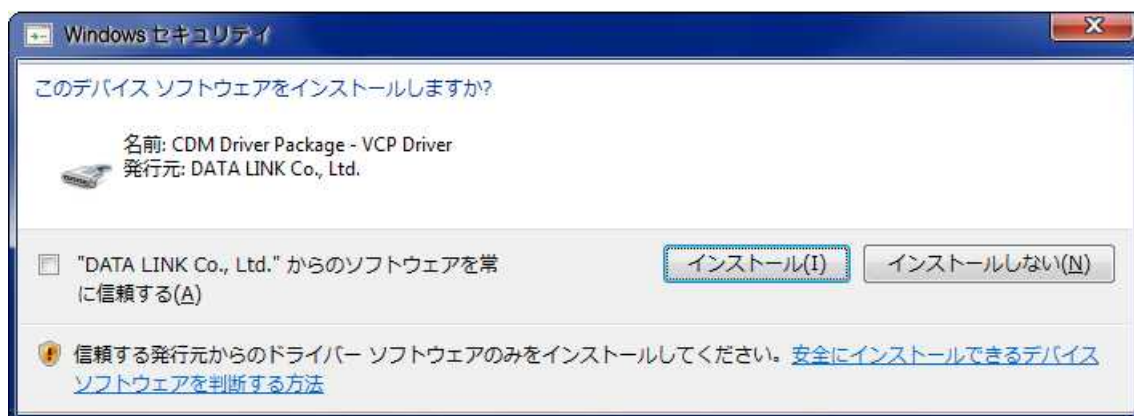 Windows セキュリティ
このデバイス ソフトウェアをインストールしますか?
名前: CDM Driver Package - VCP Driver
発行元: DATA LINK Co., Ltd.
"DATA LINK Co., Ltd." からのソフトウェアを常
に信頼する(A)
インストール(I)
インストールしない(N)
信頼する発行元からのドライバー ソフトウェアのみをインストールしてください。安全にインストールできるデバイス
ソフトウェアを判断する方法